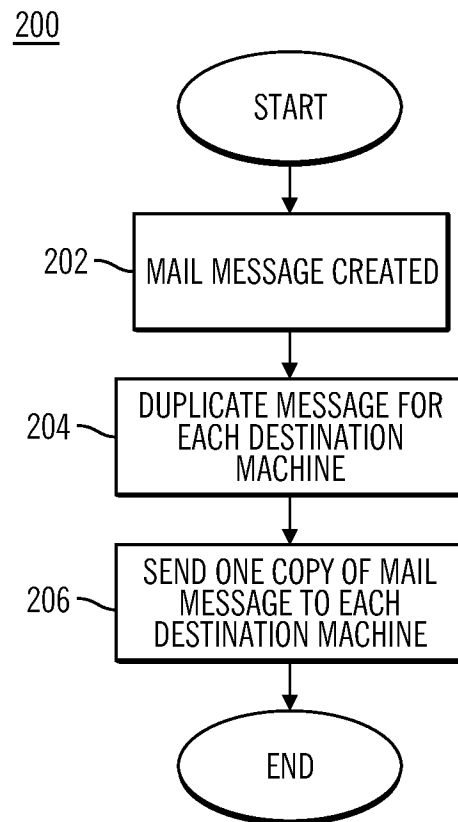 200
START
202
MAIL MESSAGE CREATED
204
DUPLICATE MESSAGE FOR
EACH DESTINATION
MACHINE
206
SEND ONE COPY OF MAIL
MESSAGE TO EACH
DESTINATION MACHINE
END